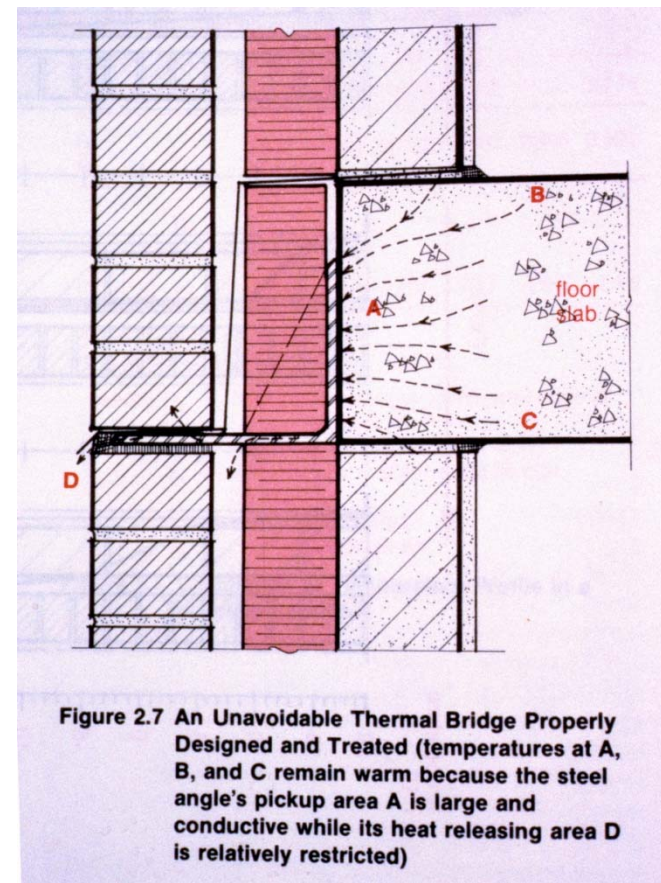 B
A
floor
slab
C
D
Figure 2.7 An Unavoidable Thermal Bridge Properly
Designed and Treated (temperatures at A,
B, and C remain warm because the steel
angle's pickup area A is large and
conductive while its heat releasing area D
is relatively restricted)